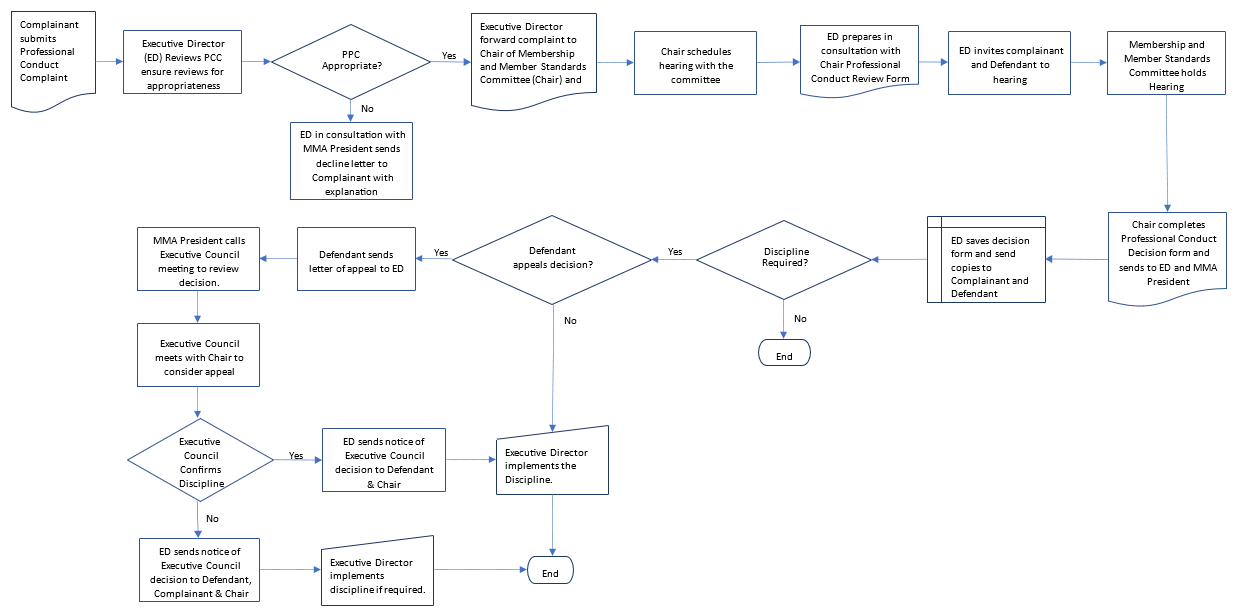 Complainant
submits
Professional
Conduct
Complaint
Executive Director
(ED) Reviews PCC
ensure reviews for
appropriateness
PPC
Appropriate?
Yes
No
ED in consultation with
MMA President sends
decline letter to
Complainant with
explanation
Executive Director
forward complaint to
Chair of Membership
and Member Standards
Committee (Chair) and
Chair schedules
hearing with the
committee
ED prepares in
consultation with
Chair Professional
Conduct Review Form
ED invites complainant
and Defendant to
hearing
Membership and
Member Standards
Committee holds
Hearing
Chair completes
Professional Conduct
Decision form and
sends to ED and MMA
President
ED saves decision
form and send
copies to
Complainant and
Defendant
Discipline
Required?
No
End
Yes
Defendant
appeals decision?
No
Yes
Defendant sends
letter of appeal to ED
MMA President calls
Executive Council
meeting to review
decision.
Executive Council
meets with Chair to
consider appeal
Executive
Council
Confirms
Discipline
Yes
ED sends notice of
Executive Council
decision to Defendant
& Chair
Executive Director
implements the
Discipline.
No
ED sends notice of
Executive Council
decision to Defendant,
Complainant & Chair
Executive Director
implements
discipline if required.
End